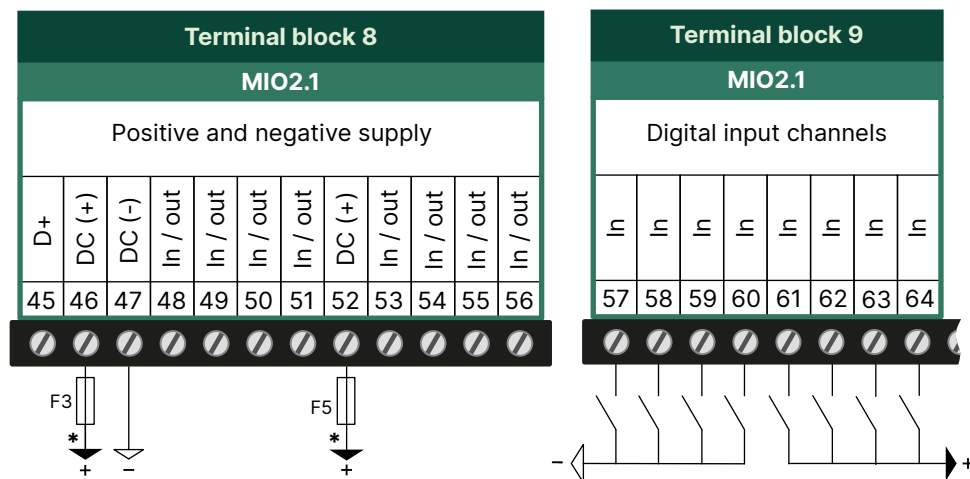 Terminal block 8
MIO2.1
Positive and negative supply
D+ DC (+) DC (-) In / out In / out In / out In / out DC (+) In / out In / out In / out In / out
45 46 47 48 49 50 51 52 53 54 55 56
F3 F5
* *
+ − +
Terminal block 9
MIO2.1
Digital input channels
In In In In In In In In
57 58 59 60 61 62 63 64
− +